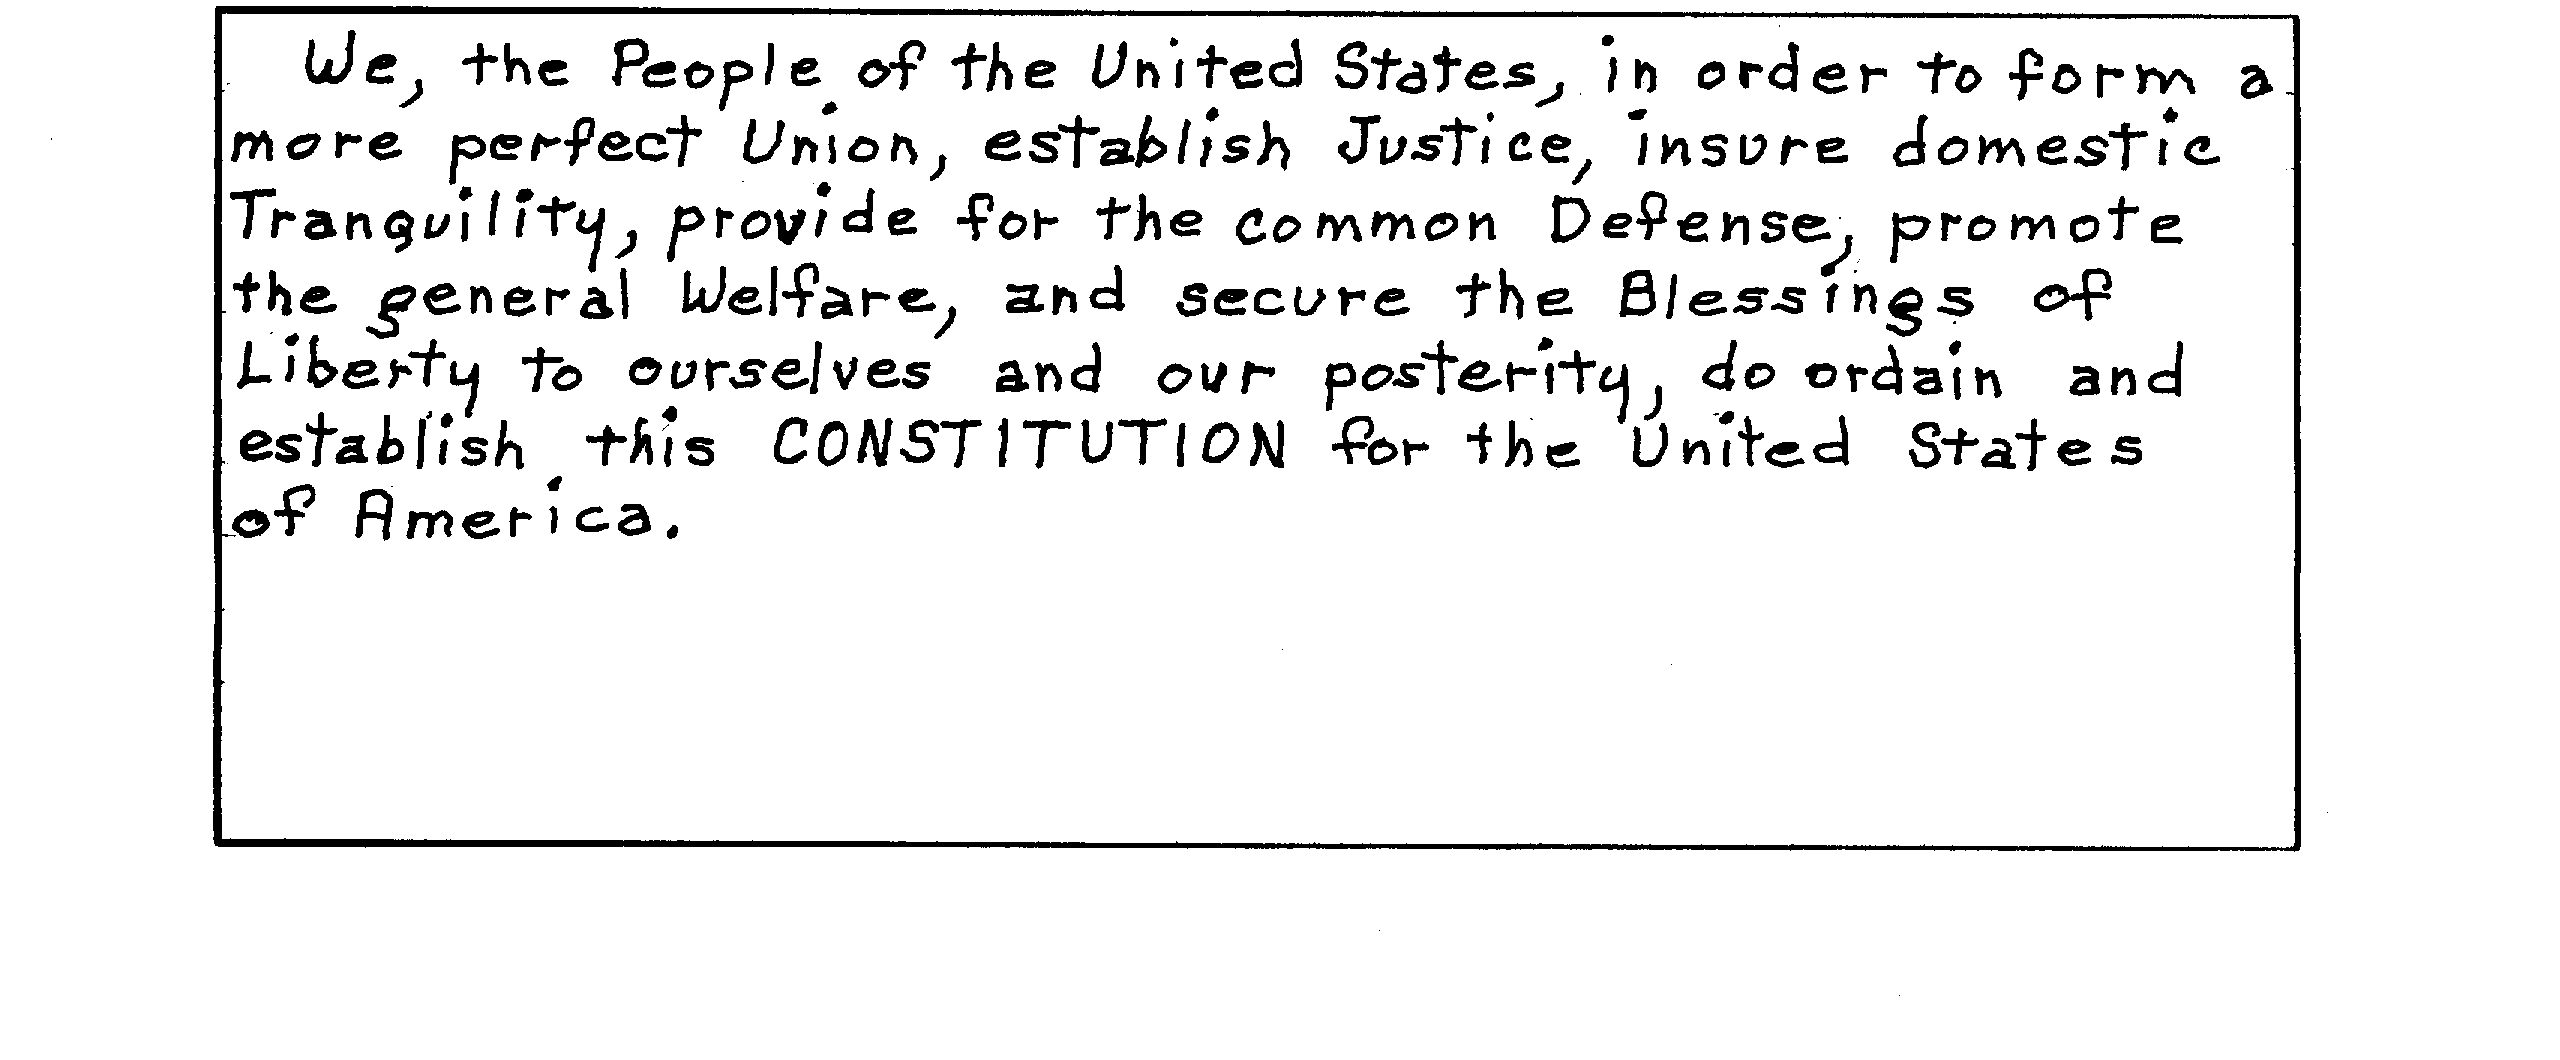 We, the People of the United States, in order to form a
more perfect Union, establish Justice, insure domestic
Tranquility, provide for the common Defense, promote
the general Welfare, and secure the Blessings of
Liberty to ourselves and our posterity, do ordain and
establish this CONSTITUTION for the United States
of America.